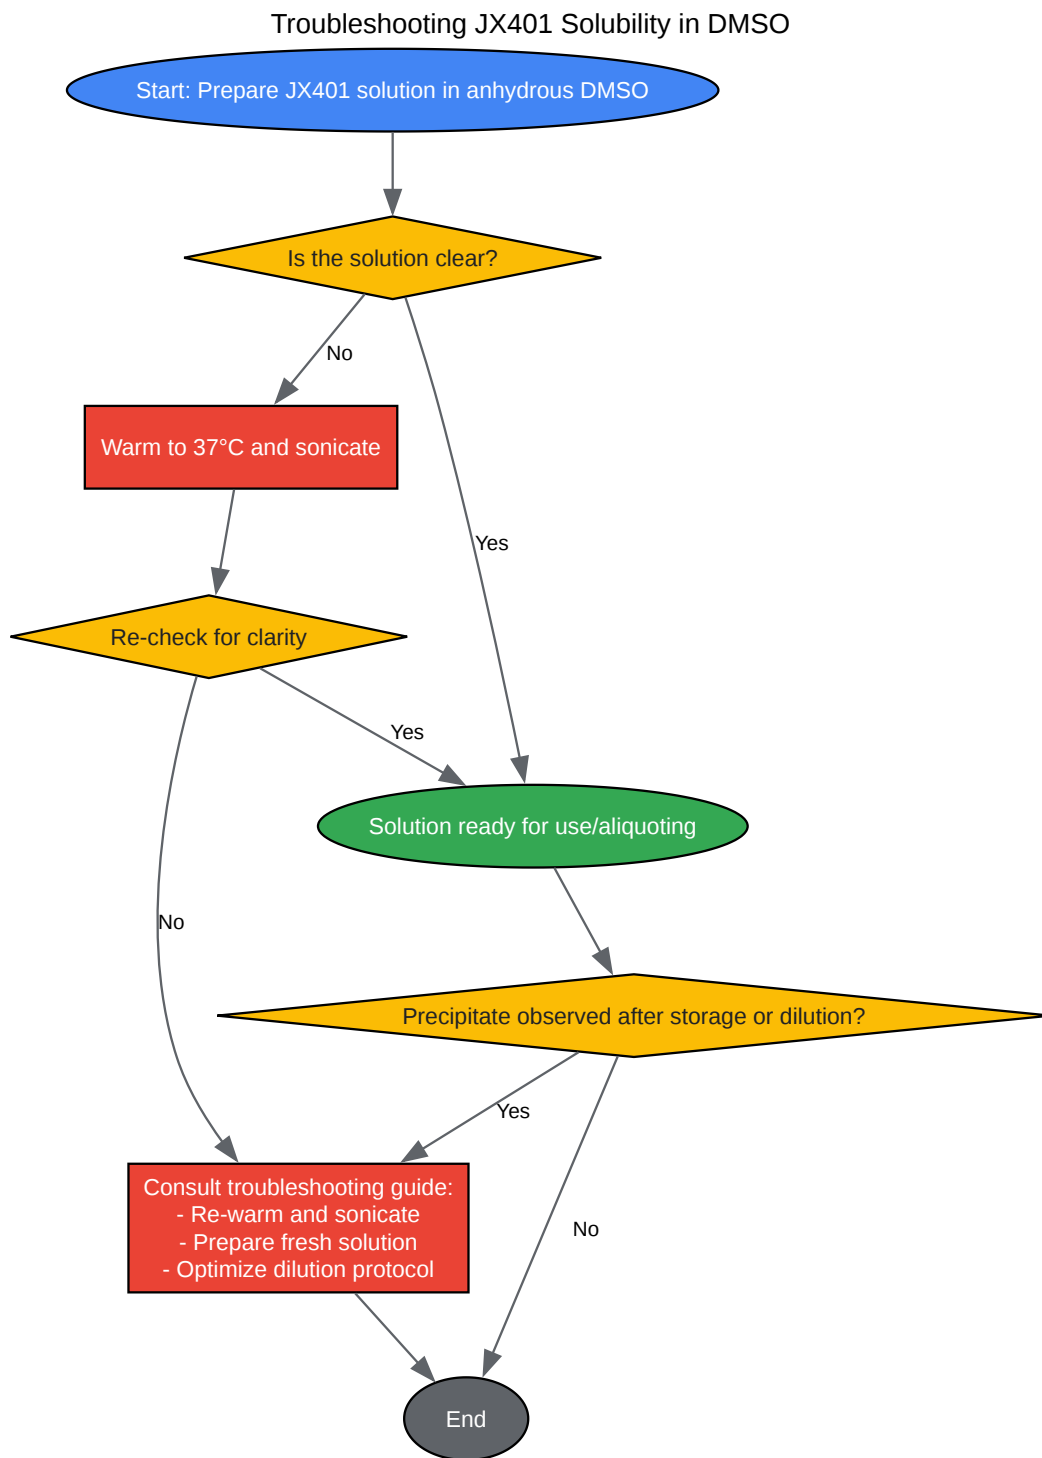 Troubleshooting JX401 Solubility in DMSO
Start: Prepare JX401 solution in anhydrous DMSO
Is the solution clear?
No
Warm to 37°C and sonicate
Yes
Re-check for clarity
Yes
Solution ready for use/aliquoting
No
Precipitate observed after storage or dilution?
Yes
Consult troubleshooting guide:
- Re-warm and sonicate
- Prepare fresh solution
- Optimize dilution protocol
No
End